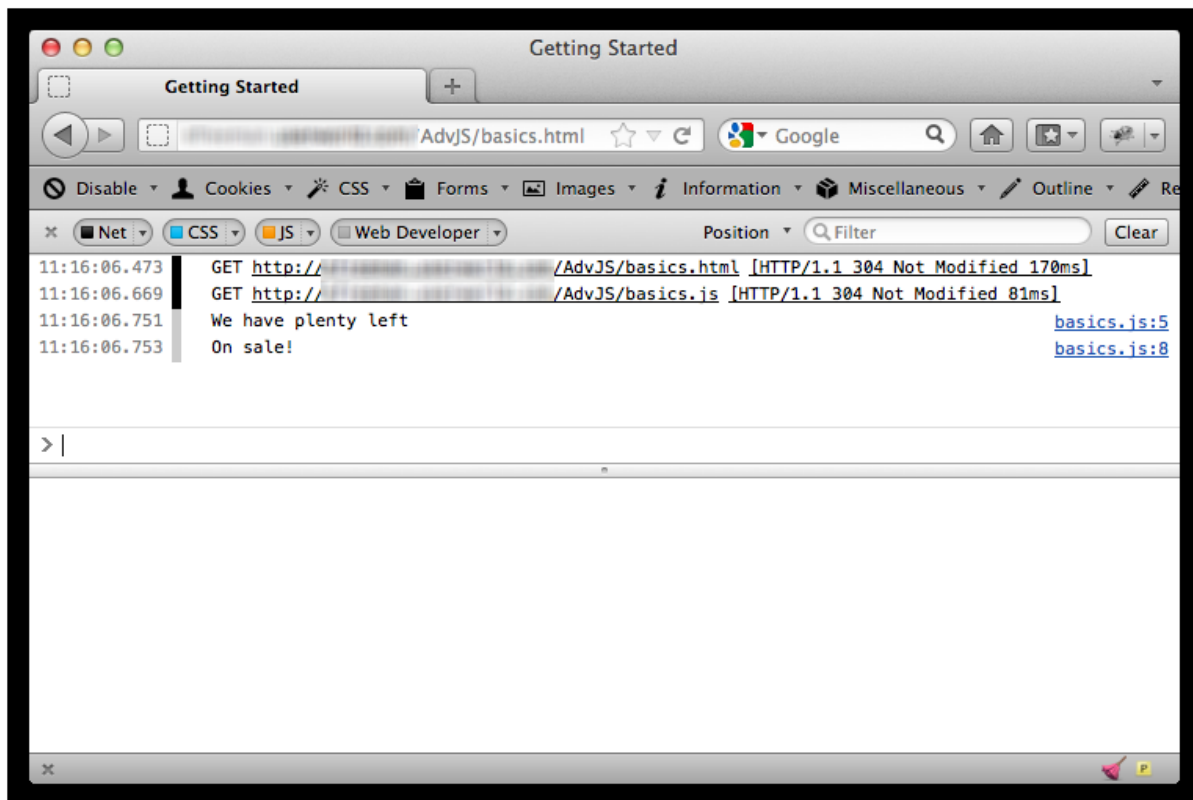 Getting Started
Getting Started
/AdvJS/basics.html Google
Disable Cookies CSS Forms Images Information Miscellaneous Outline Re
Net CSS JS Web Developer Position Filter Clear
11:16:06.473 GET http:// /AdvJS/basics.html [HTTP/1.1 304 Not Modified 170ms]
11:16:06.669 GET http:// /AdvJS/basics.js [HTTP/1.1 304 Not Modified 81ms]
11:16:06.751 We have plenty left basics.js:5
11:16:06.753 On sale! basics.js:8
>
P